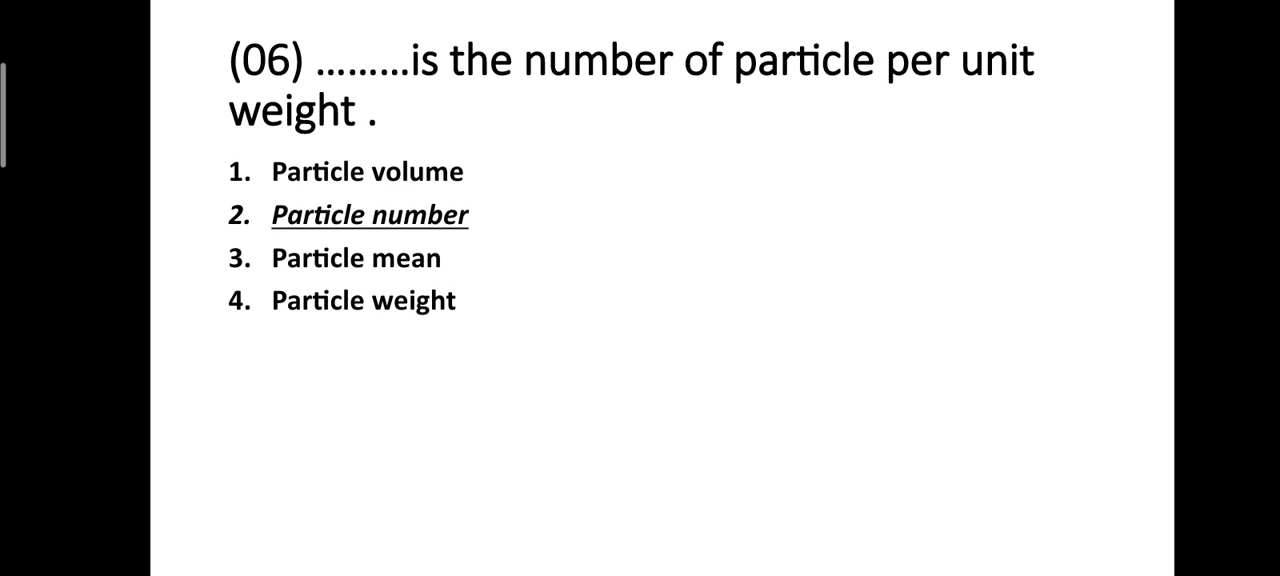 (06) .........is the number of particle per unit
weight .
1. Particle volume
2. Particle number
3. Particle mean
4. Particle weight